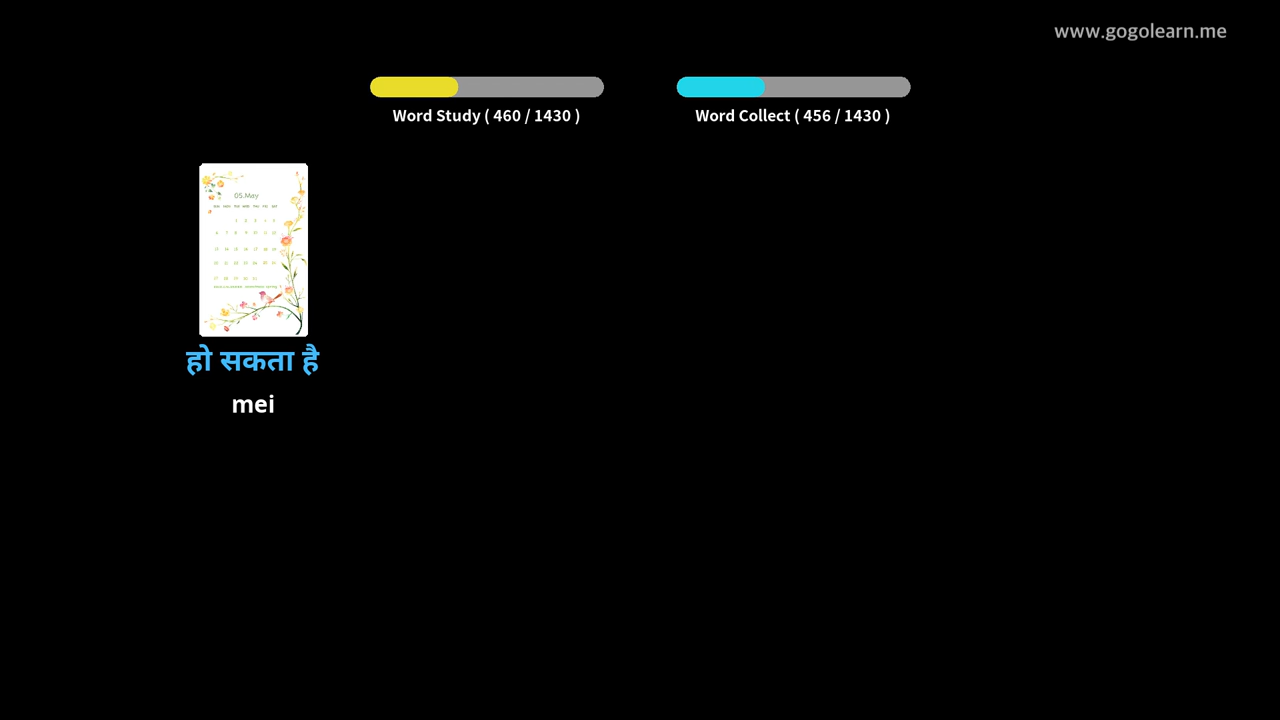 www.gogolearn.me
Word Study ( 460 / 1430 )
Word Collect ( 456 / 1430 )
05.May
हो सकता है
mei